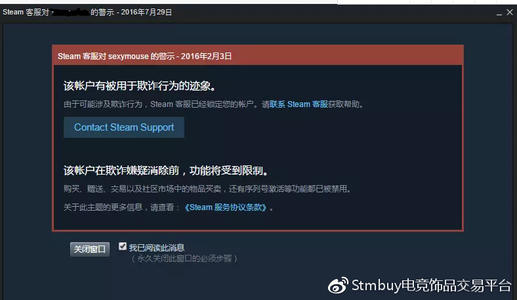 Steam 客服对 的警示 - 2016年7月29日
Steam 客服对 sexymouse 的警示 - 2016年2月3日
该帐户有被用于欺诈行为的迹象。
由于可能涉及欺诈行为，Steam 客服已经锁定您的帐户。请联系 Steam 客服获取帮助。
Contact Steam Support
该帐户在欺诈嫌疑消除前，功能将受到限制。
购买、赠送、交易以及社区市场中的物品买卖，还有序列号激活等功能都已被禁用。
关于此主题的更多信息，请查看：《Steam 服务协议条款》。
关闭窗口
我已阅读此消息
（永久关闭此窗口的必须步骤）
Stmbuy电竞饰品交易平台